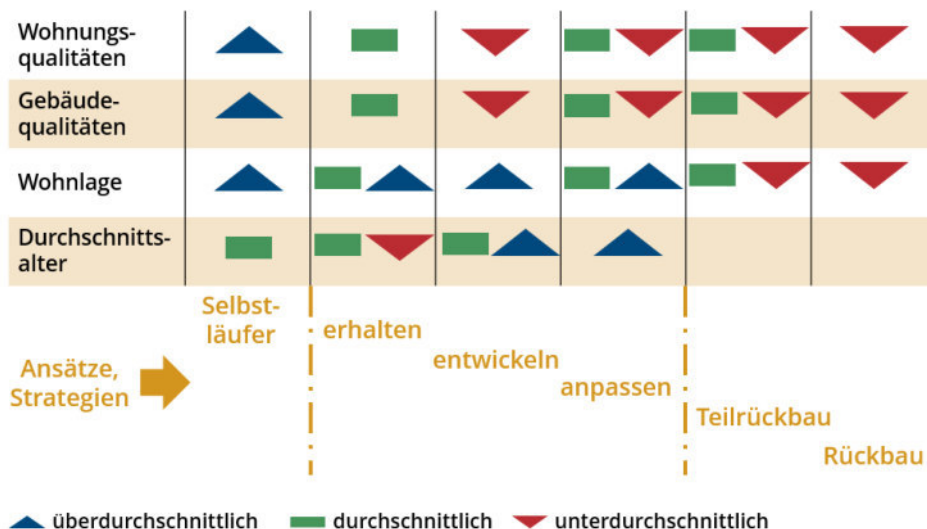 Wohnungs-
qualitäten
Gebäude-
qualitäten
Wohnlage
Durchschnitts-
alter
Selbst-
läufer
erhalten
entwickeln
anpassen
Teilrückbau
Rückbau
Ansätze,
Strategien
überdurchschnittlich durchschnittlich unterdurchschnittlich